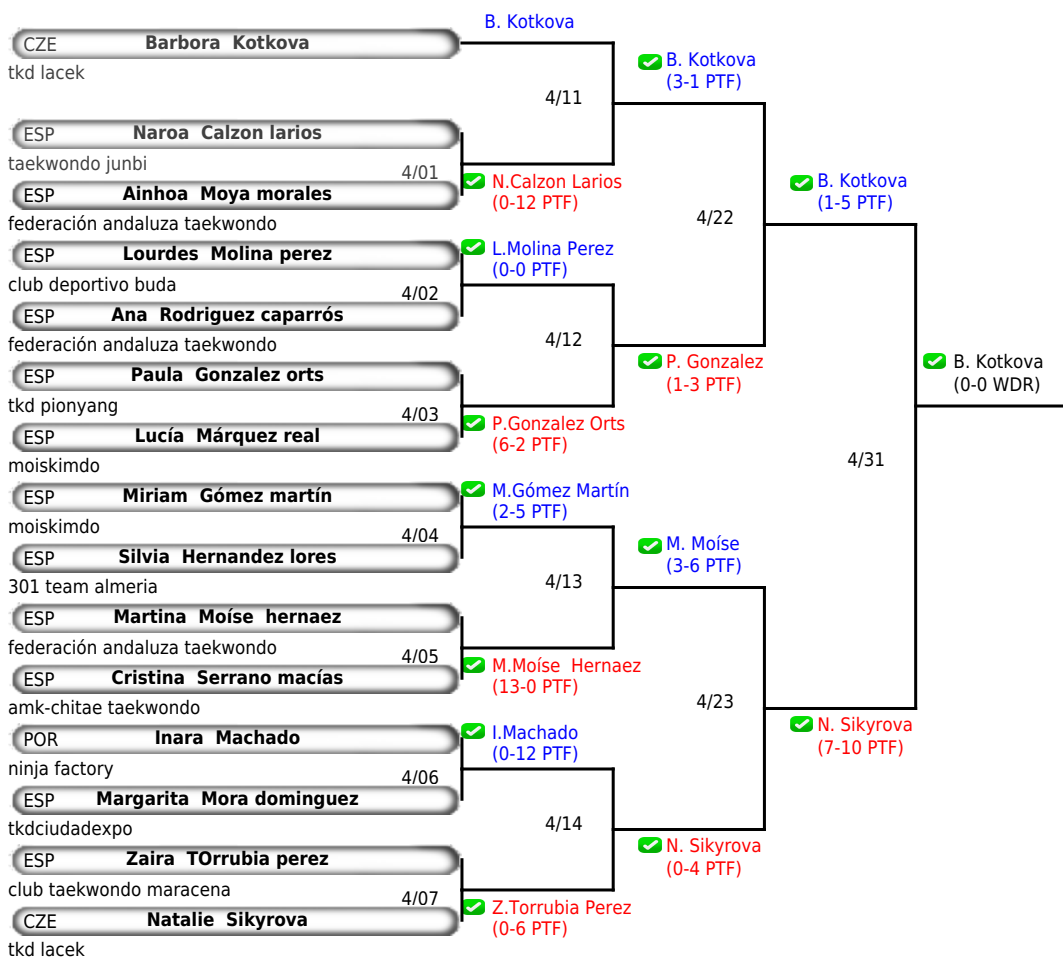 B. Kotkova
CZE Barbora Kotkova
tkd lacek
B. Kotkova
(3-1 PTF)
4/11
ESP Naroa Calzon larios
taekwondo junbi
4/01
N.Calzon Larios
(0-12 PTF)
B. Kotkova
(1-5 PTF)
ESP Ainhoa Moya morales
federación andaluza taekwondo
4/22
ESP Lourdes Molina perez
L.Molina Perez
(0-0 PTF)
club deportivo buda
4/02
ESP Ana Rodriguez caparrós
federación andaluza taekwondo
4/12
P. Gonzalez
(1-3 PTF)
B. Kotkova
(0-0 WDR)
ESP Paula Gonzalez orts
tkd pionyang
4/03
P.Gonzalez Orts
(6-2 PTF)
ESP Lucía Márquez real
moiskimdo
4/31
ESP Miriam Gómez martín
M.Gómez Martín
(2-5 PTF)
moiskimdo
4/04
ESP Silvia Hernandez lores
M. Moíse
(3-6 PTF)
301 team almeria
4/13
ESP Martina Moíse hernaez
federación andaluza taekwondo
4/05
M.Moíse Hernaez
(13-0 PTF)
ESP Cristina Serrano macías
amk-chitae taekwondo
4/23
N. Sikyrova
(7-10 PTF)
POR Inara Machado
I.Machado
(0-12 PTF)
ninja factory
4/06
ESP Margarita Mora dominguez
tkdciudadexpo
4/14
N. Sikyrova
(0-4 PTF)
ESP Zaira TOrrubia perez
club taekwondo maracena
4/07
Z.Torrubia Perez
(0-6 PTF)
CZE Natalie Sikyrova
tkd lacek